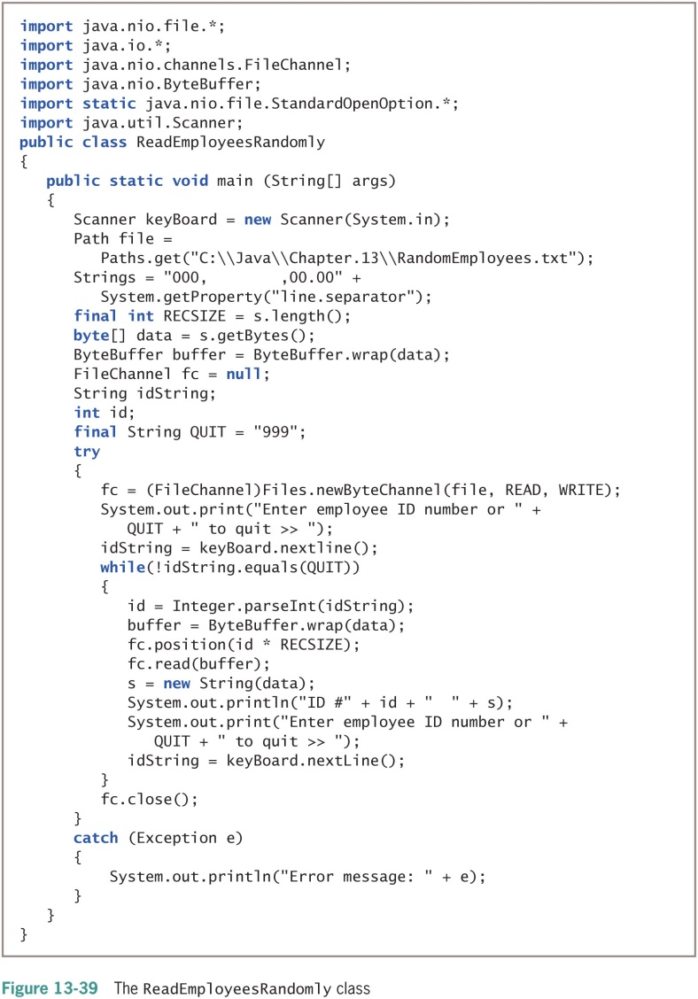 import java.nio.file.*;
import java.io.*;
import java.nio.channels.FileChannel;
import java.nio.ByteBuffer;
import static java.nio.file.StandardOpenOption.*;
import java.util.Scanner;
public class ReadEmployeesRandomly
{
   public static void main (String[] args)
   {
      Scanner keyBoard = new Scanner(System.in);
      Path file =
         Paths.get("C:\\Java\\Chapter.13\\RandomEmployees.txt");
      Strings = "000,        ,00.00" +
         System.getProperty("line.separator");
      final int RECSIZE = s.length();
      byte[] data = s.getBytes();
      ByteBuffer buffer = ByteBuffer.wrap(data);
      FileChannel fc = null;
      String idString;
      int id;
      final String QUIT = "999";
      try
      {
         fc = (FileChannel)Files.newByteChannel(file, READ, WRITE);
         System.out.print("Enter employee ID number or " +
            QUIT + " to quit >> ");
         idString = keyBoard.nextline();
         while(!idString.equals(QUIT))
         {
            id = Integer.parseInt(idString);
            buffer = ByteBuffer.wrap(data);
            fc.position(id * RECSIZE);
            fc.read(buffer);
            s = new String(data);
            System.out.println("ID #" + id + "  " + s);
            System.out.print("Enter employee ID number or " +
               QUIT + " to quit >> ");
            idString = keyBoard.nextLine();
         }
         fc.close();
      }
      catch (Exception e)
      {
          System.out.println("Error message: " + e);
      }
   }
}
Figure 13-39 The ReadEmployeesRandomly class